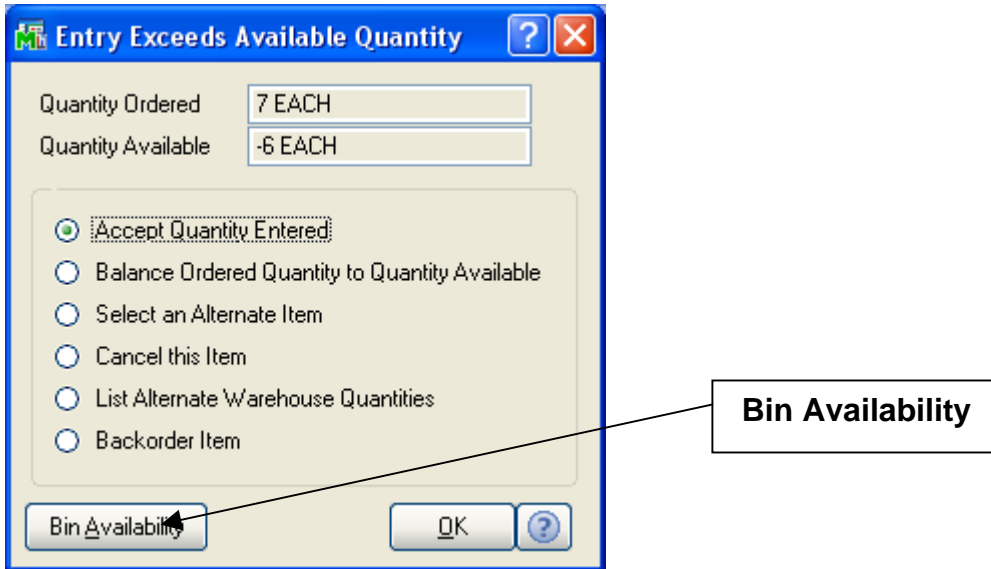 Entry Exceeds Available Quantity
Quantity Ordered 7 EACH
Quantity Available -6 EACH
Accept Quantity Entered
Balance Ordered Quantity to Quantity Available
Select an Alternate Item
Cancel this Item
List Alternate Warehouse Quantities
Backorder Item
Bin Availability
Bin Availability OK